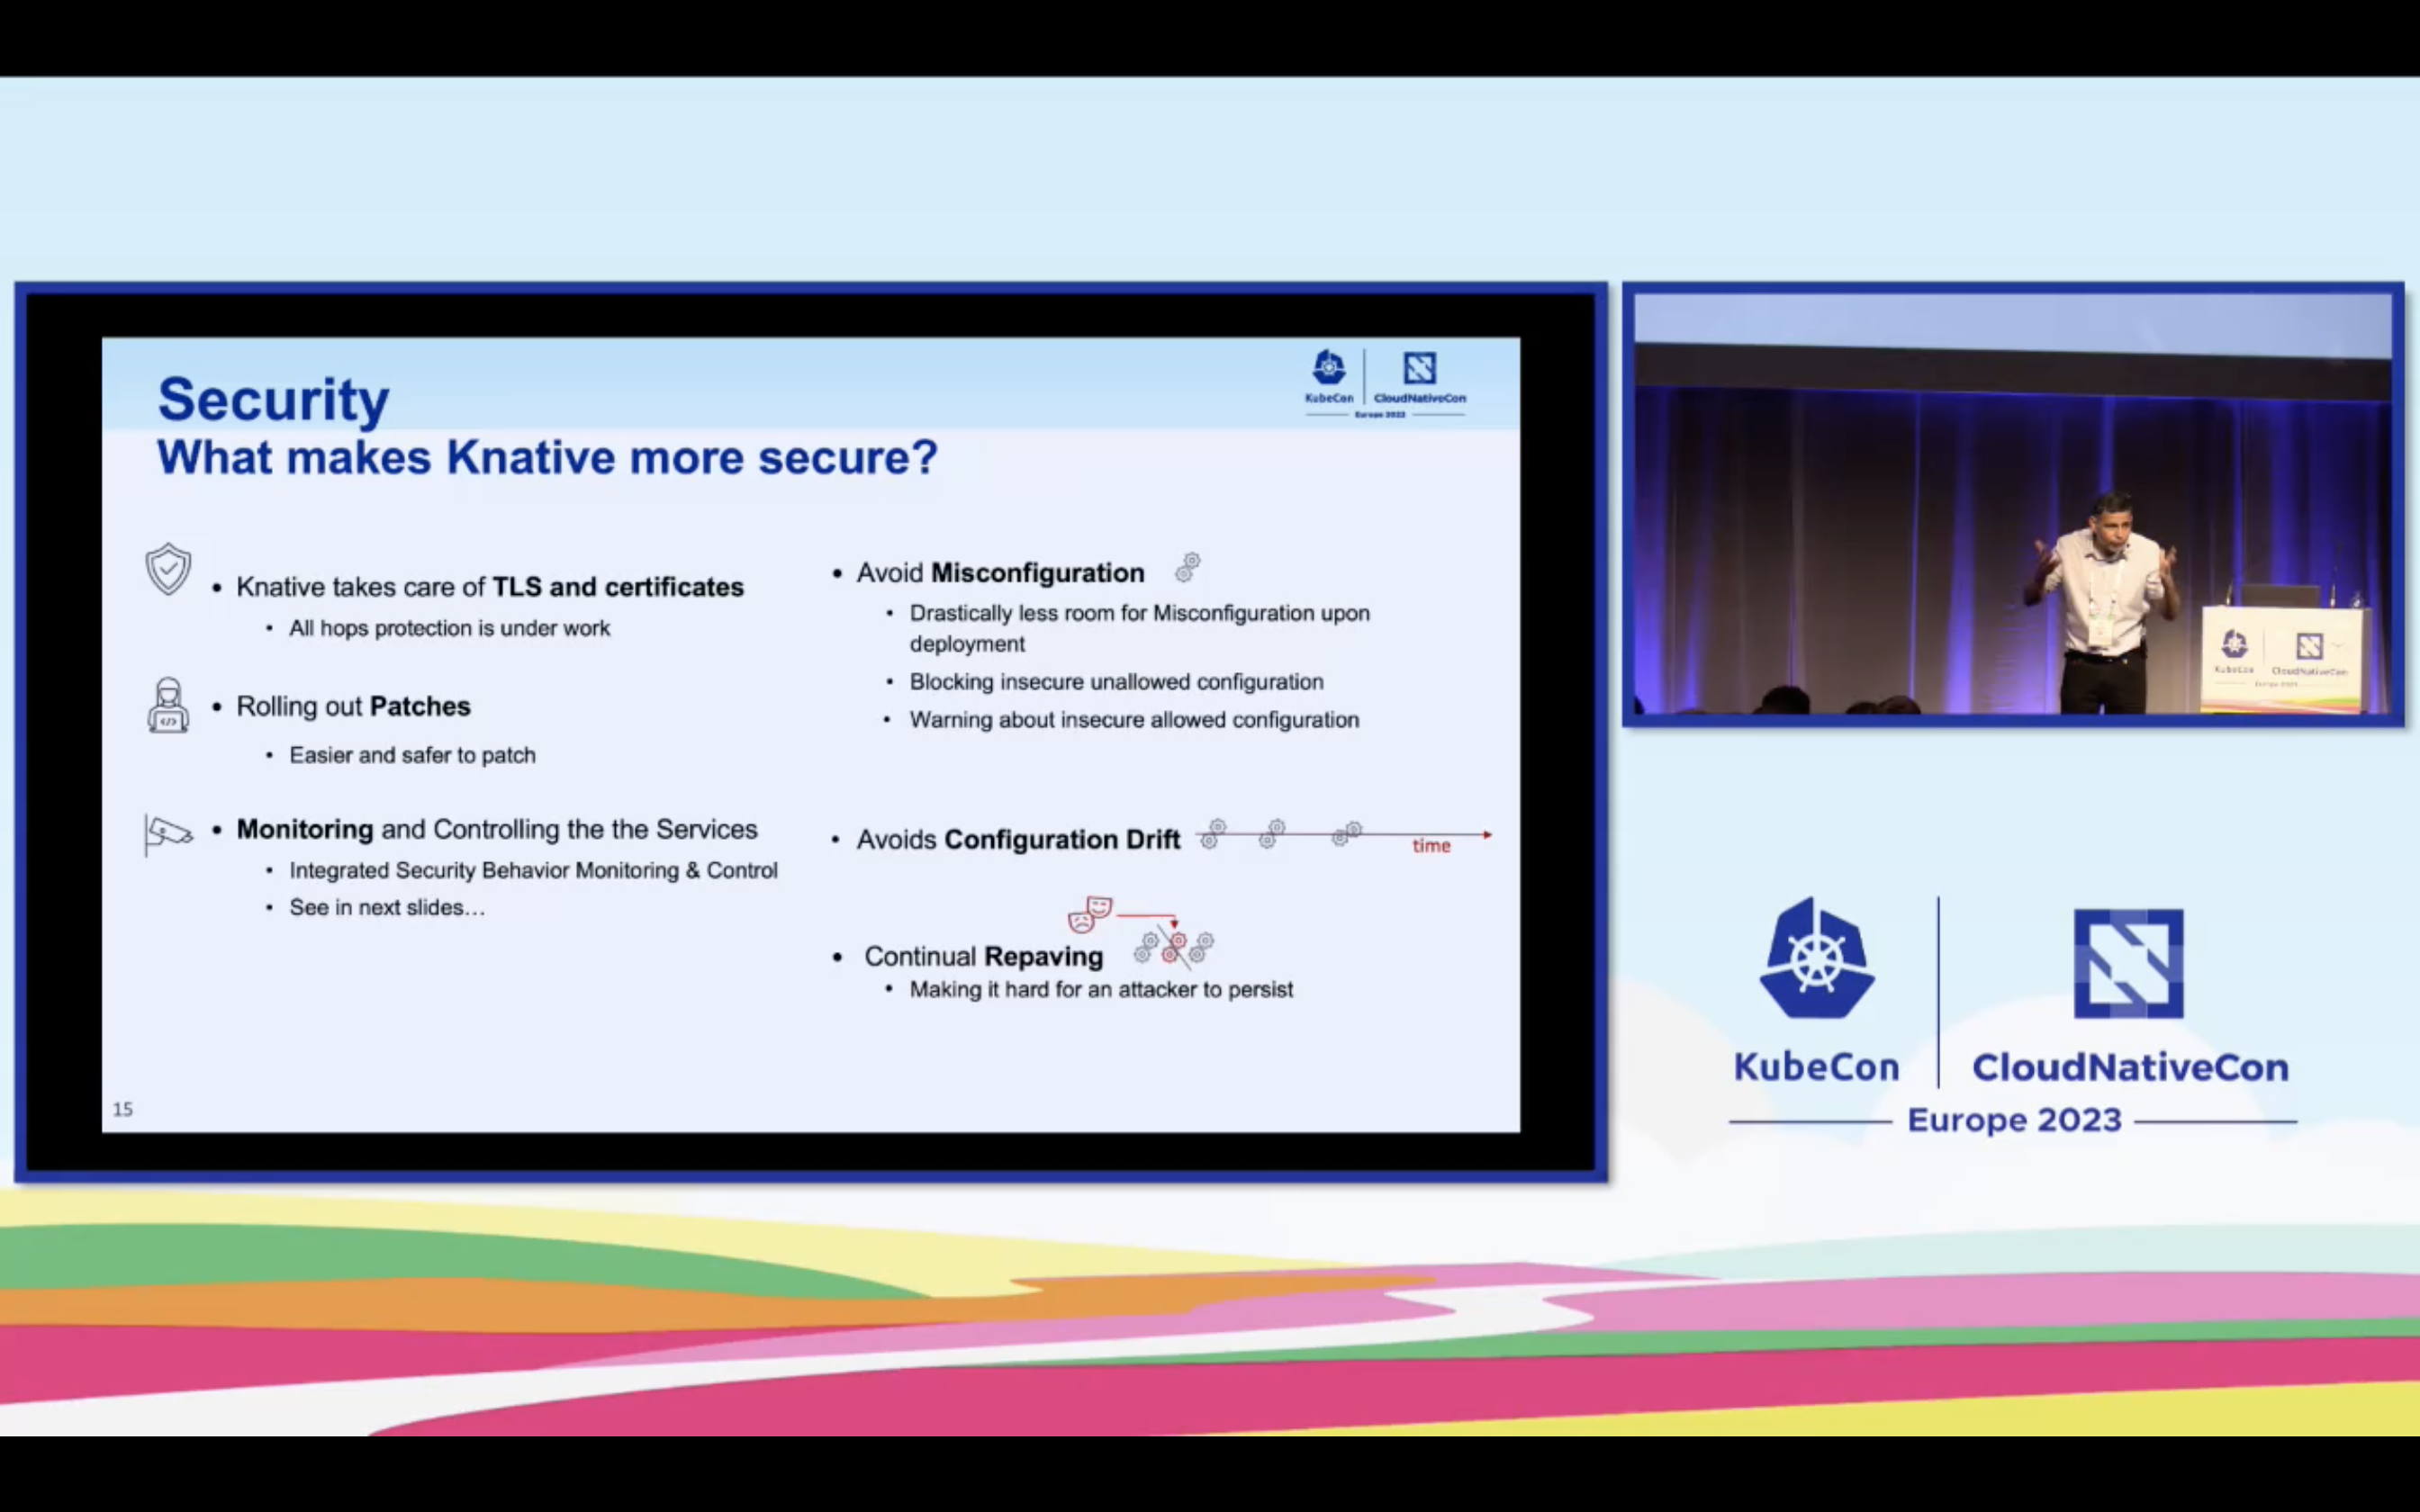 Security
What makes Knative more secure?
KubeCon
CloudNativeCon
• Knative takes care of TLS and certificates
• All hops protection is under work
• Rolling out Patches
• Easier and safer to patch
• Monitoring and Controlling the the Services
• Integrated Security Behavior Monitoring & Control
• See in next slides...
• Avoid Misconfiguration
• Drastically less room for Misconfiguration upon
deployment
• Blocking insecure unallowed configuration
• Warning about insecure allowed configuration
• Avoids Configuration Drift
time
• Continual Repaving
• Making it hard for an attacker to persist
15
KubeCon
CloudNativeCon
KubeCon
CloudNativeCon
Europe 2023